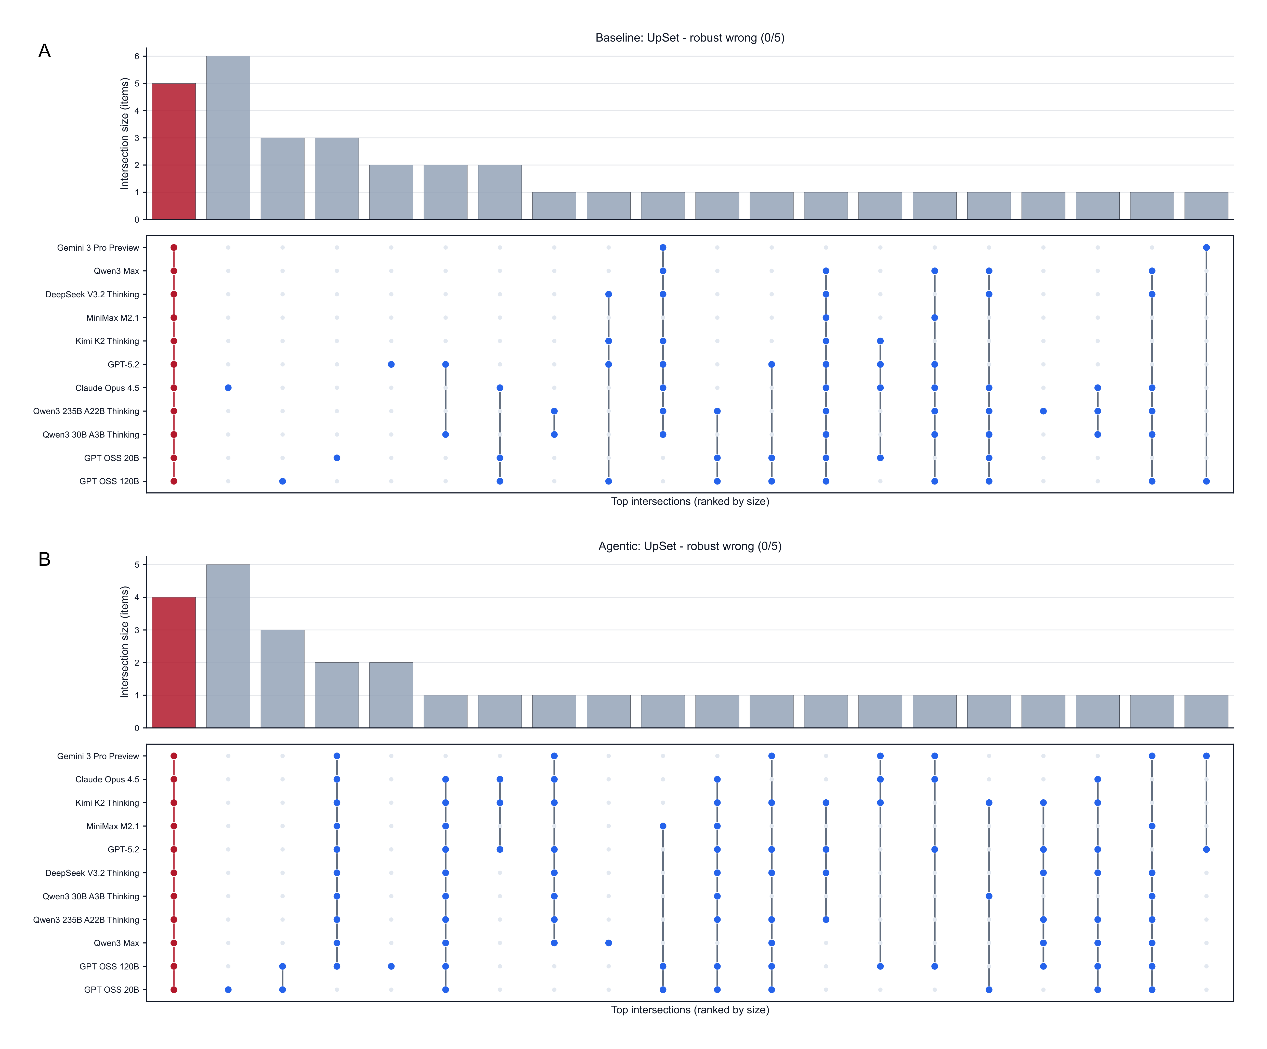 A
Baseline: UpSet - robust wrong (0/5)
Intersection size (items)
6
5
4
3
2
1
0
Gemini 3 Pro Preview
Qwen3 Max
DeepSeek V3.2 Thinking
MiniMax M2.1
Kimi K2 Thinking
GPT-5.2
Claude Opus 4.5
Qwen3 235B A22B Thinking
Qwen3 30B A3B Thinking
GPT OSS 20B
GPT OSS 120B
Top intersections (ranked by size)
B
Agentic: UpSet - robust wrong (0/5)
Intersection size (items)
5
4
3
2
1
0
Gemini 3 Pro Preview
Claude Opus 4.5
Kimi K2 Thinking
MiniMax M2.1
GPT-5.2
DeepSeek V3.2 Thinking
Qwen3 30B A3B Thinking
Qwen3 235B A22B Thinking
Qwen3 Max
GPT OSS 120B
GPT OSS 20B
Top intersections (ranked by size)